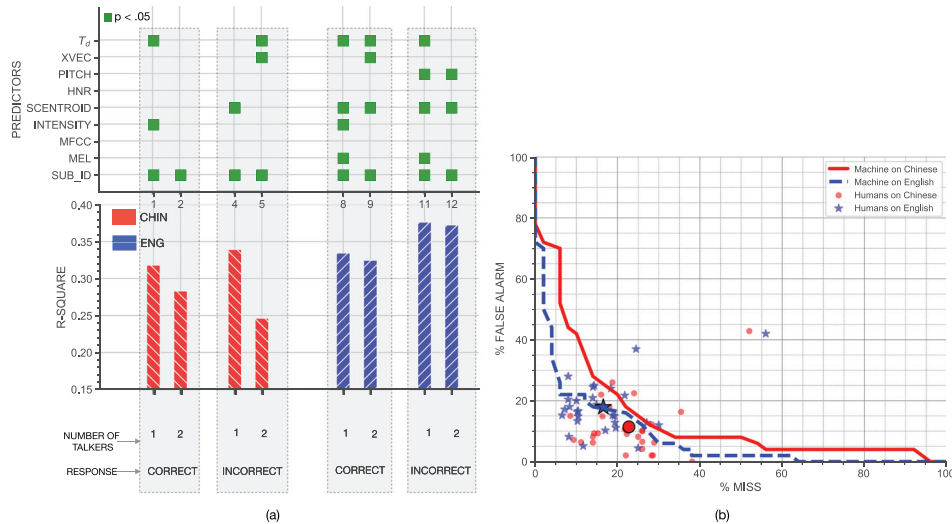 p < .05
T_d
XVEC
PITCH
HNR
SCENTROID
INTENSITY
MFCC
MEL
SUB_ID
PREDICTORS
1 2 4 5 8 9 11 12
0,40
0,35
0,30
0,25
0,20
0,15
R-SQUARE
CHIN
ENG
NUMBER OF
TALKERS
1 2 1 2 1 2 1 2
RESPONSE
CORRECT INCORRECT CORRECT INCORRECT
(a)
100
80
60
40
20
0
% FALSE ALARM
Machine on Chinese
Machine on English
Humans on Chinese
Humans on English
0 20 40 60 80 100
% MISS
(b)